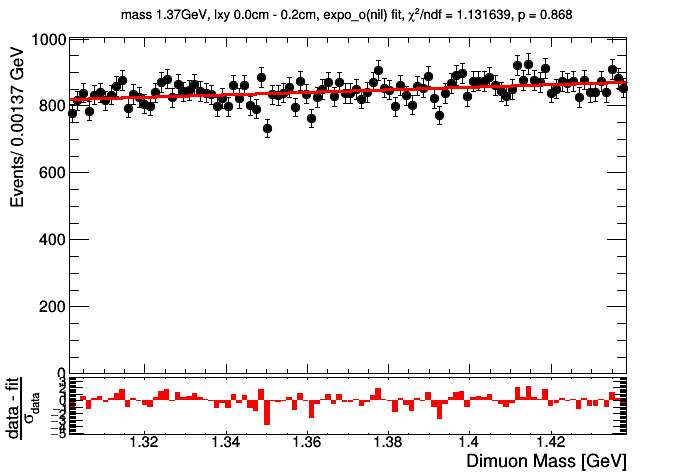 mass 1.37GeV, lxy 0.0cm - 0.2cm, expo_o(nil) fit, χ²/ndf = 1.131639, p = 0.868
Events/ 0.00137 GeV
1000
800
600
400
200
0
data - fit
σdata
1.32
1.34
1.36
1.38
1.4
1.42
Dimuon Mass [GeV]